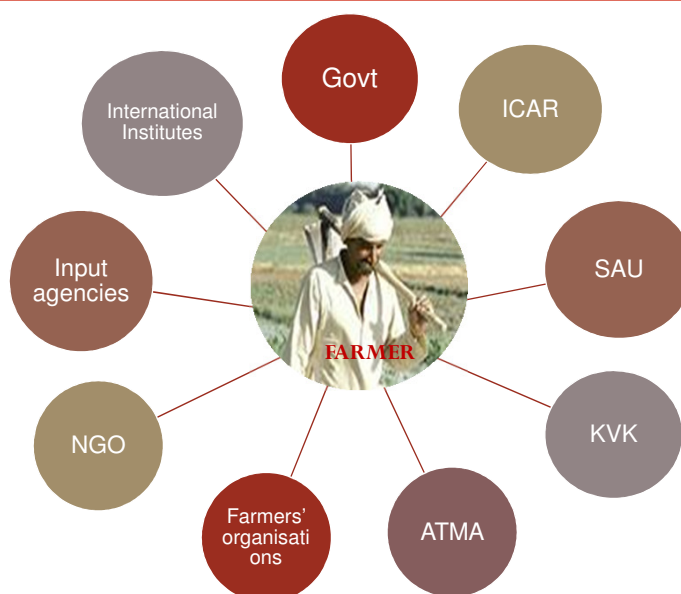 Govt
ICAR
SAU
KVK
ATMA
Farmers'
organisati
ons
NGO
Input
agencies
International
Institutes
FARMER